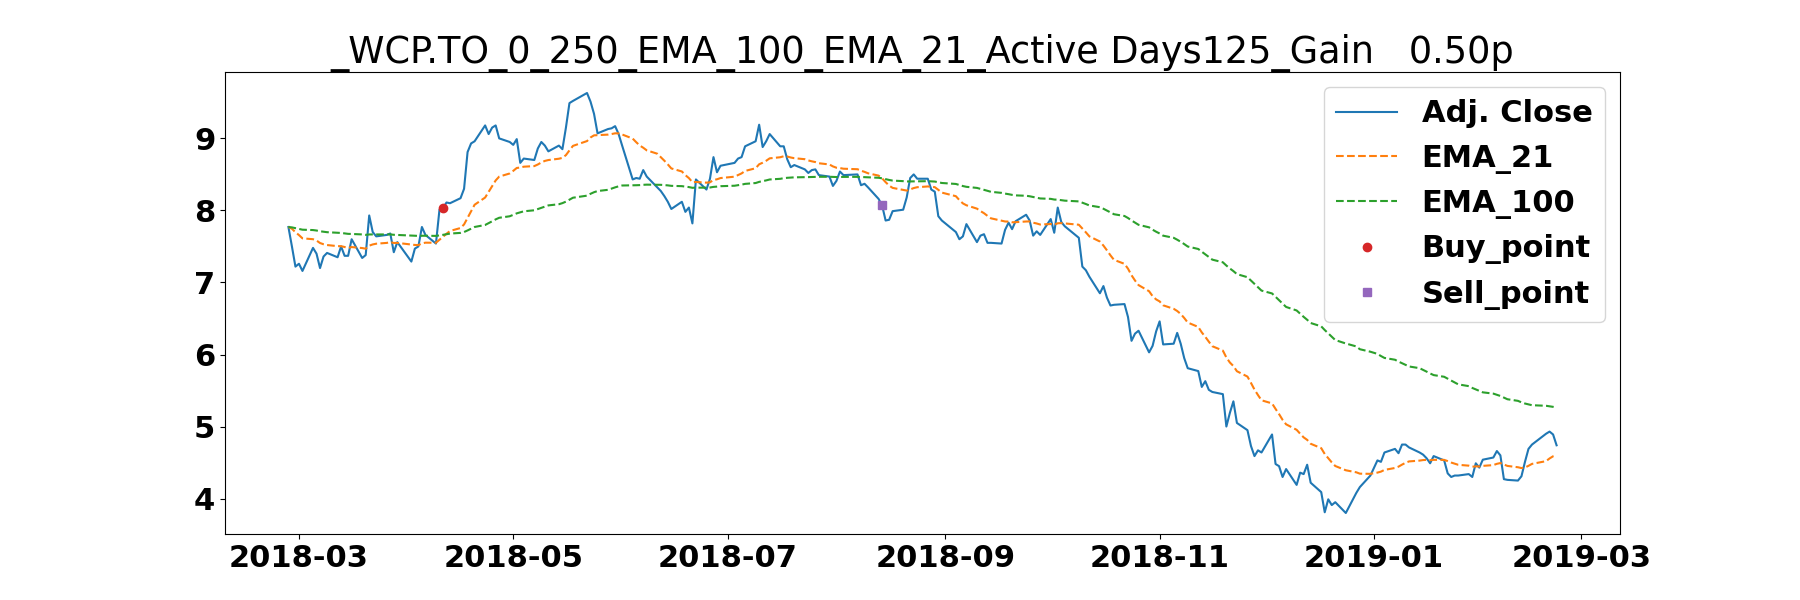 _WCP.TO_0_250_EMA_100_EMA_21_Active Days125_Gain   0.50p
Adj. Close
EMA_21
EMA_100
Buy_point
Sell_point
9
8
7
6
5
4
2018-03 2018-05 2018-07 2018-09 2018-11 2019-01 2019-03